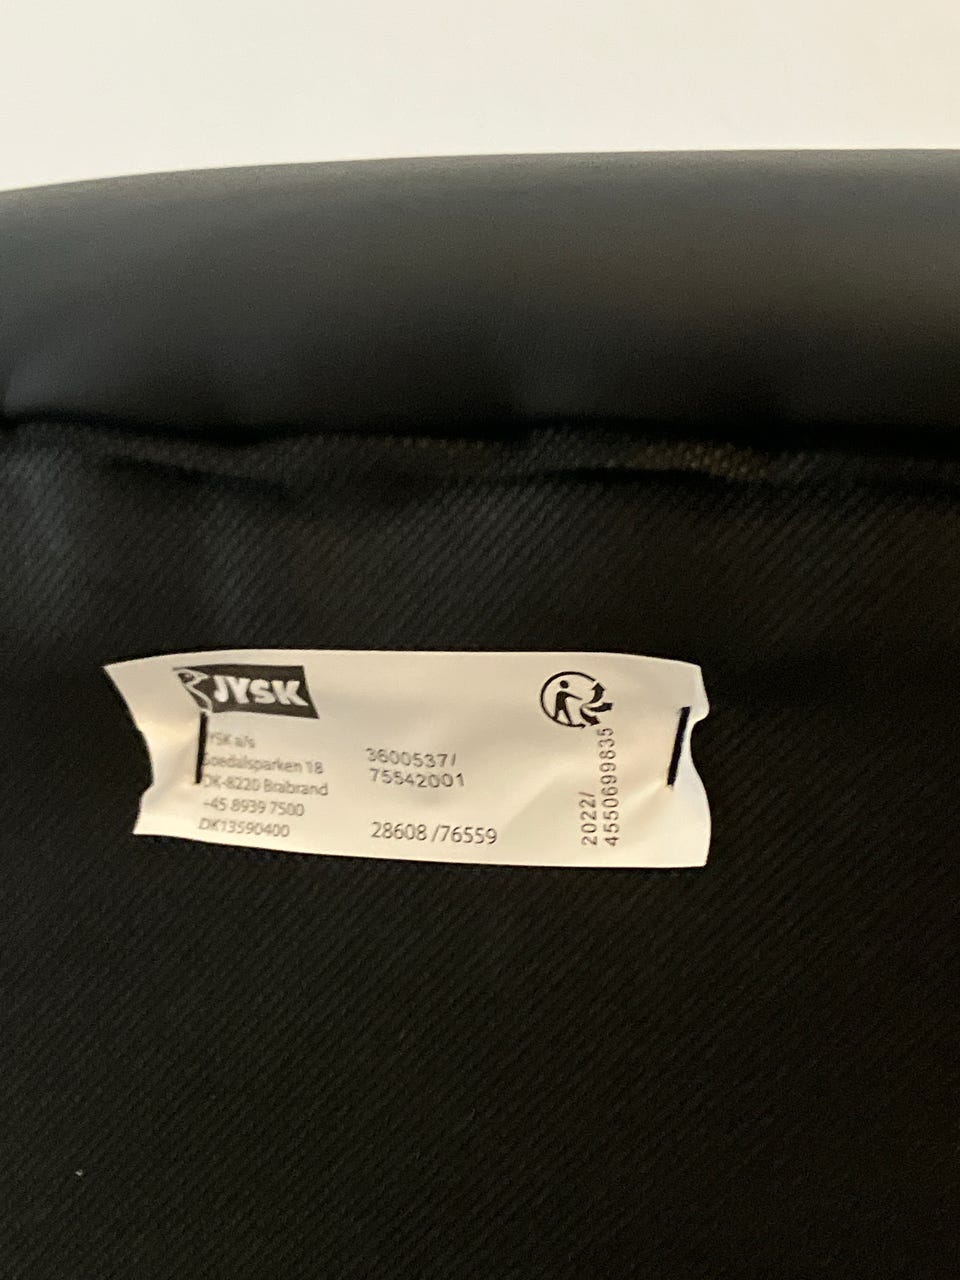 JYSK
JYSK a/s
Soedalsparken 18
DK-8220 Brabrand
+45 8939 7500
DK13590400
3600537/
75542001
28608 /76559
2022/
4550699835